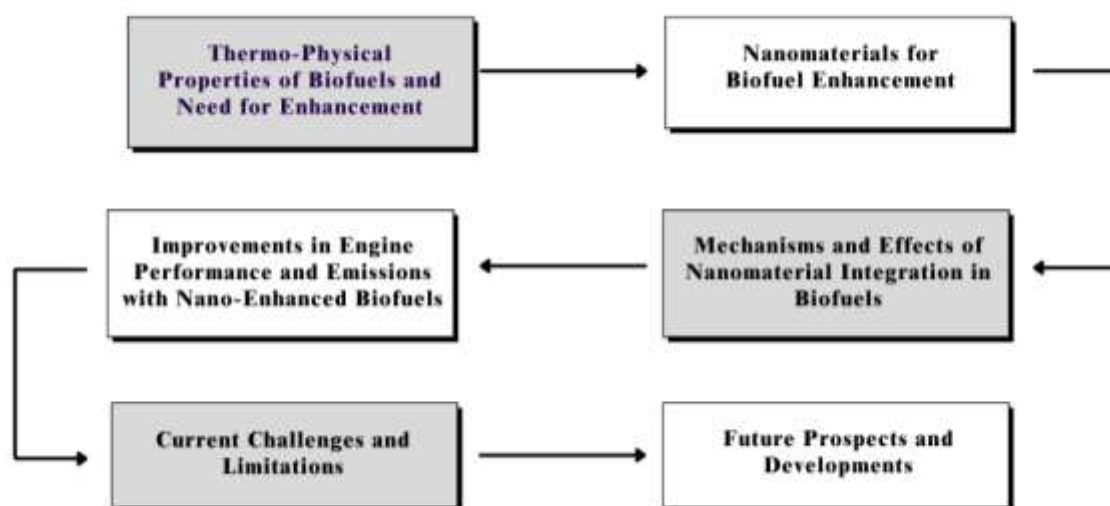 Thermo-Physical
Properties of Biofuels and
Need for Enhancement
Nanomaterials for
Biofuel Enhancement
Mechanisms and Effects of
Nanomaterial Integration in
Biofuels
Improvements in Engine
Performance and Emissions
with Nano-Enhanced Biofuels
Current Challenges and
Limitations
Future Prospects and
Developments